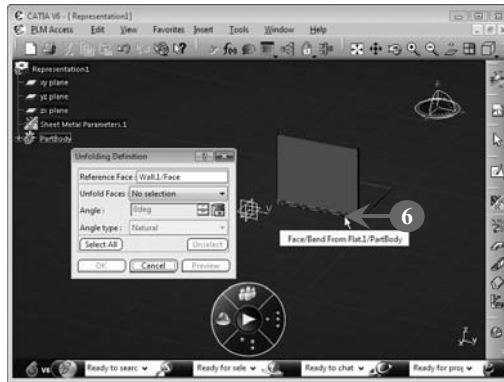 CATIA V6 - [Representation1]
PLM Access Edit View Favorites Insert Tools Window Help
Representation1
xy plane
yz plane
zx plane
Sheet Metal Parameters.1
PartBody
Unfolding Definition
Reference Face: Wall.1/Face
Unfold Faces: No selection
Angle: 0deg
Angle type: Natural
Select All Unselect
OK Cancel Preview
6
Face/Bend From Flat.1/PartBody
V6 Ready to searc Ready for sele Ready to chat Ready for proj